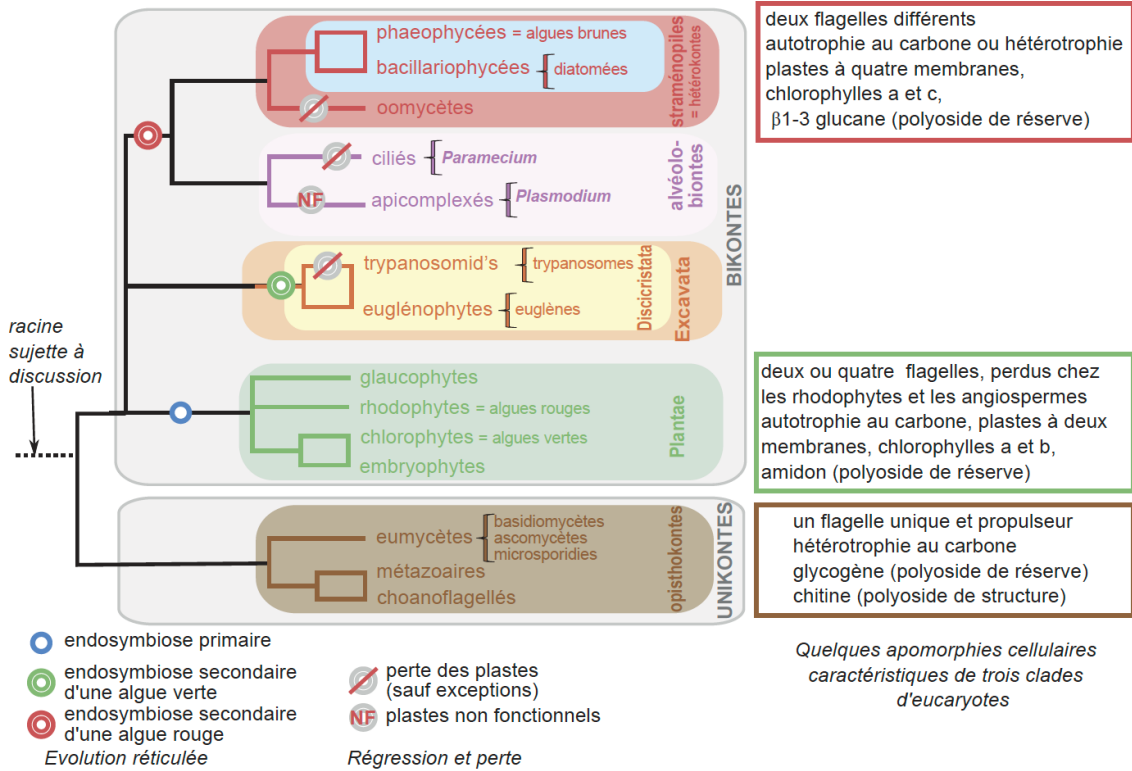 phaeophycées = algues brunes
bacillariophycées
diatomées
oomycètes
straménopiles
= hétérokontes
ciliés
Paramecium
NF
apicomplexés
Plasmodium
alvéolo-
biontes
trypanosomid's
trypanosomes
euglénophytes
euglènes
Discicristata
Excavata
BIKONTES
racine
sujette à
discussion
glaucophytes
rhodophytes = algues rouges
chlorophytes = algues vertes
embryophytes
Plantae
eumycètes
basidiomycètes
ascomycètes
microsporidies
métazoaires
choanoflagellés
opisthokontes
UNIKONTES
deux flagelles différents
autotrophie au carbone ou hétérotrophie
plastes à quatre membranes,
chlorophylles a et c,
β1-3 glucane (polyoside de réserve)
deux ou quatre flagelles, perdus chez
les rhodophytes et les angiospermes
autotrophie au carbone, plastes à deux
membranes, chlorophylles a et b,
amidon (polyoside de réserve)
un flagelle unique et propulseur
hétérotrophie au carbone
glycogène (polyoside de réserve)
chitine (polyoside de structure)
endosymbiose primaire
endosymbiose secondaire
d'une algue verte
endosymbiose secondaire
d'une algue rouge
Evolution réticulée
perte des plastes
(sauf exceptions)
NF
plastes non fonctionnels
Régression et perte
Quelques apomorphies cellulaires
caractéristiques de trois clades
d'eucaryotes